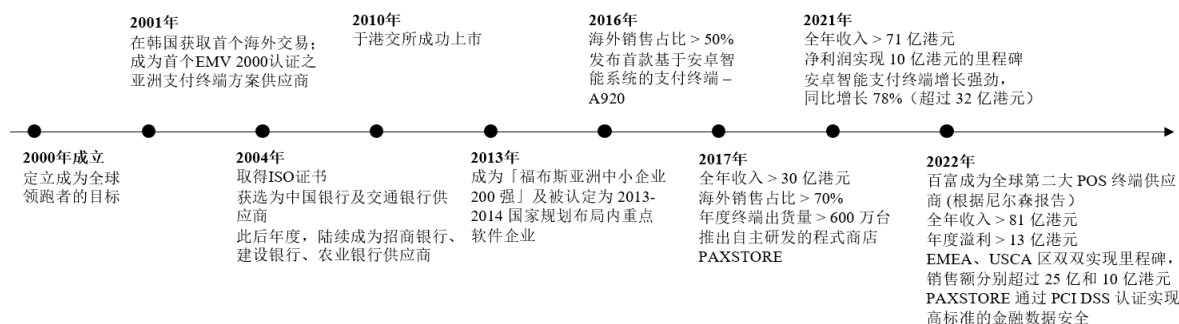 2001年
在韩国获取首个海外交易；
成为首个EMV 2000认证之
亚洲支付终端方案供应商
2010年
于港交所成功上市
2016年
海外销售占比 > 50%
发布首款基于安卓智
能系统的支付终端 –
A920
2021年
全年收入 > 71 亿港元
净利润实现 10 亿港元的里程碑
安卓智能支付终端增长强劲，
同比增长 78%（超过 32 亿港元）
2000年成立
定立成为全球
领跑者的目标
2004年
取得ISO证书
获选为中国银行及交通银行供
应商
此后年度，陆续成为招商银行、
建设银行、农业银行供应商
2013年
成为「福布斯亚洲中小企业
200 强」及被认定为 2013-
2014 国家规划布局内重点
软件企业
2017年
全年收入 > 30 亿港元
海外销售占比 > 70%
年度终端出货量 > 600 万台
推出自主研发的程式商店
PAXSTORE
2022年
百富成为全球第二大 POS 终端供应
商 (根据尼尔森报告）
全年收入 > 81 亿港元
年度溢利 > 13 亿港元
EMEA、USCA 区双双实现里程碑，
销售额分别超过 25 亿和 10 亿港元
PAXSTORE 通过 PCI DSS 认证实现
高标准的金融数据安全